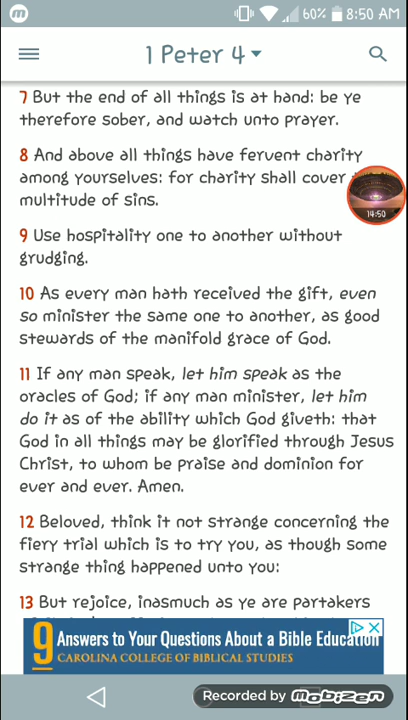 60% 8:50 AM
1 Peter 4
7 But the end of all things is at hand: be ye
therefore sober, and watch unto prayer.
8 And above all things have fervent charity
among yourselves: for charity shall cover
multitude of sins.
14:50
9 Use hospitality one to another without
grudging.
10 As every man hath received the gift, even
so minister the same one to another, as good
stewards of the manifold grace of God.
11 If any man speak, let him speak as the
oracles of God; if any man minister, let him
do it as of the ability which God giveth: that
God in all things may be glorified through Jesus
Christ, to whom be praise and dominion for
ever and ever. Amen.
12 Beloved, think it not strange concerning the
fiery trial which is to try you, as though some
strange thing happened unto you:
13 But rejoice, inasmuch as ye are partakers
9 Answers to Your Questions About a Bible Education
CAROLINA COLLEGE OF BIBLICAL STUDIES
Recorded by mobizen